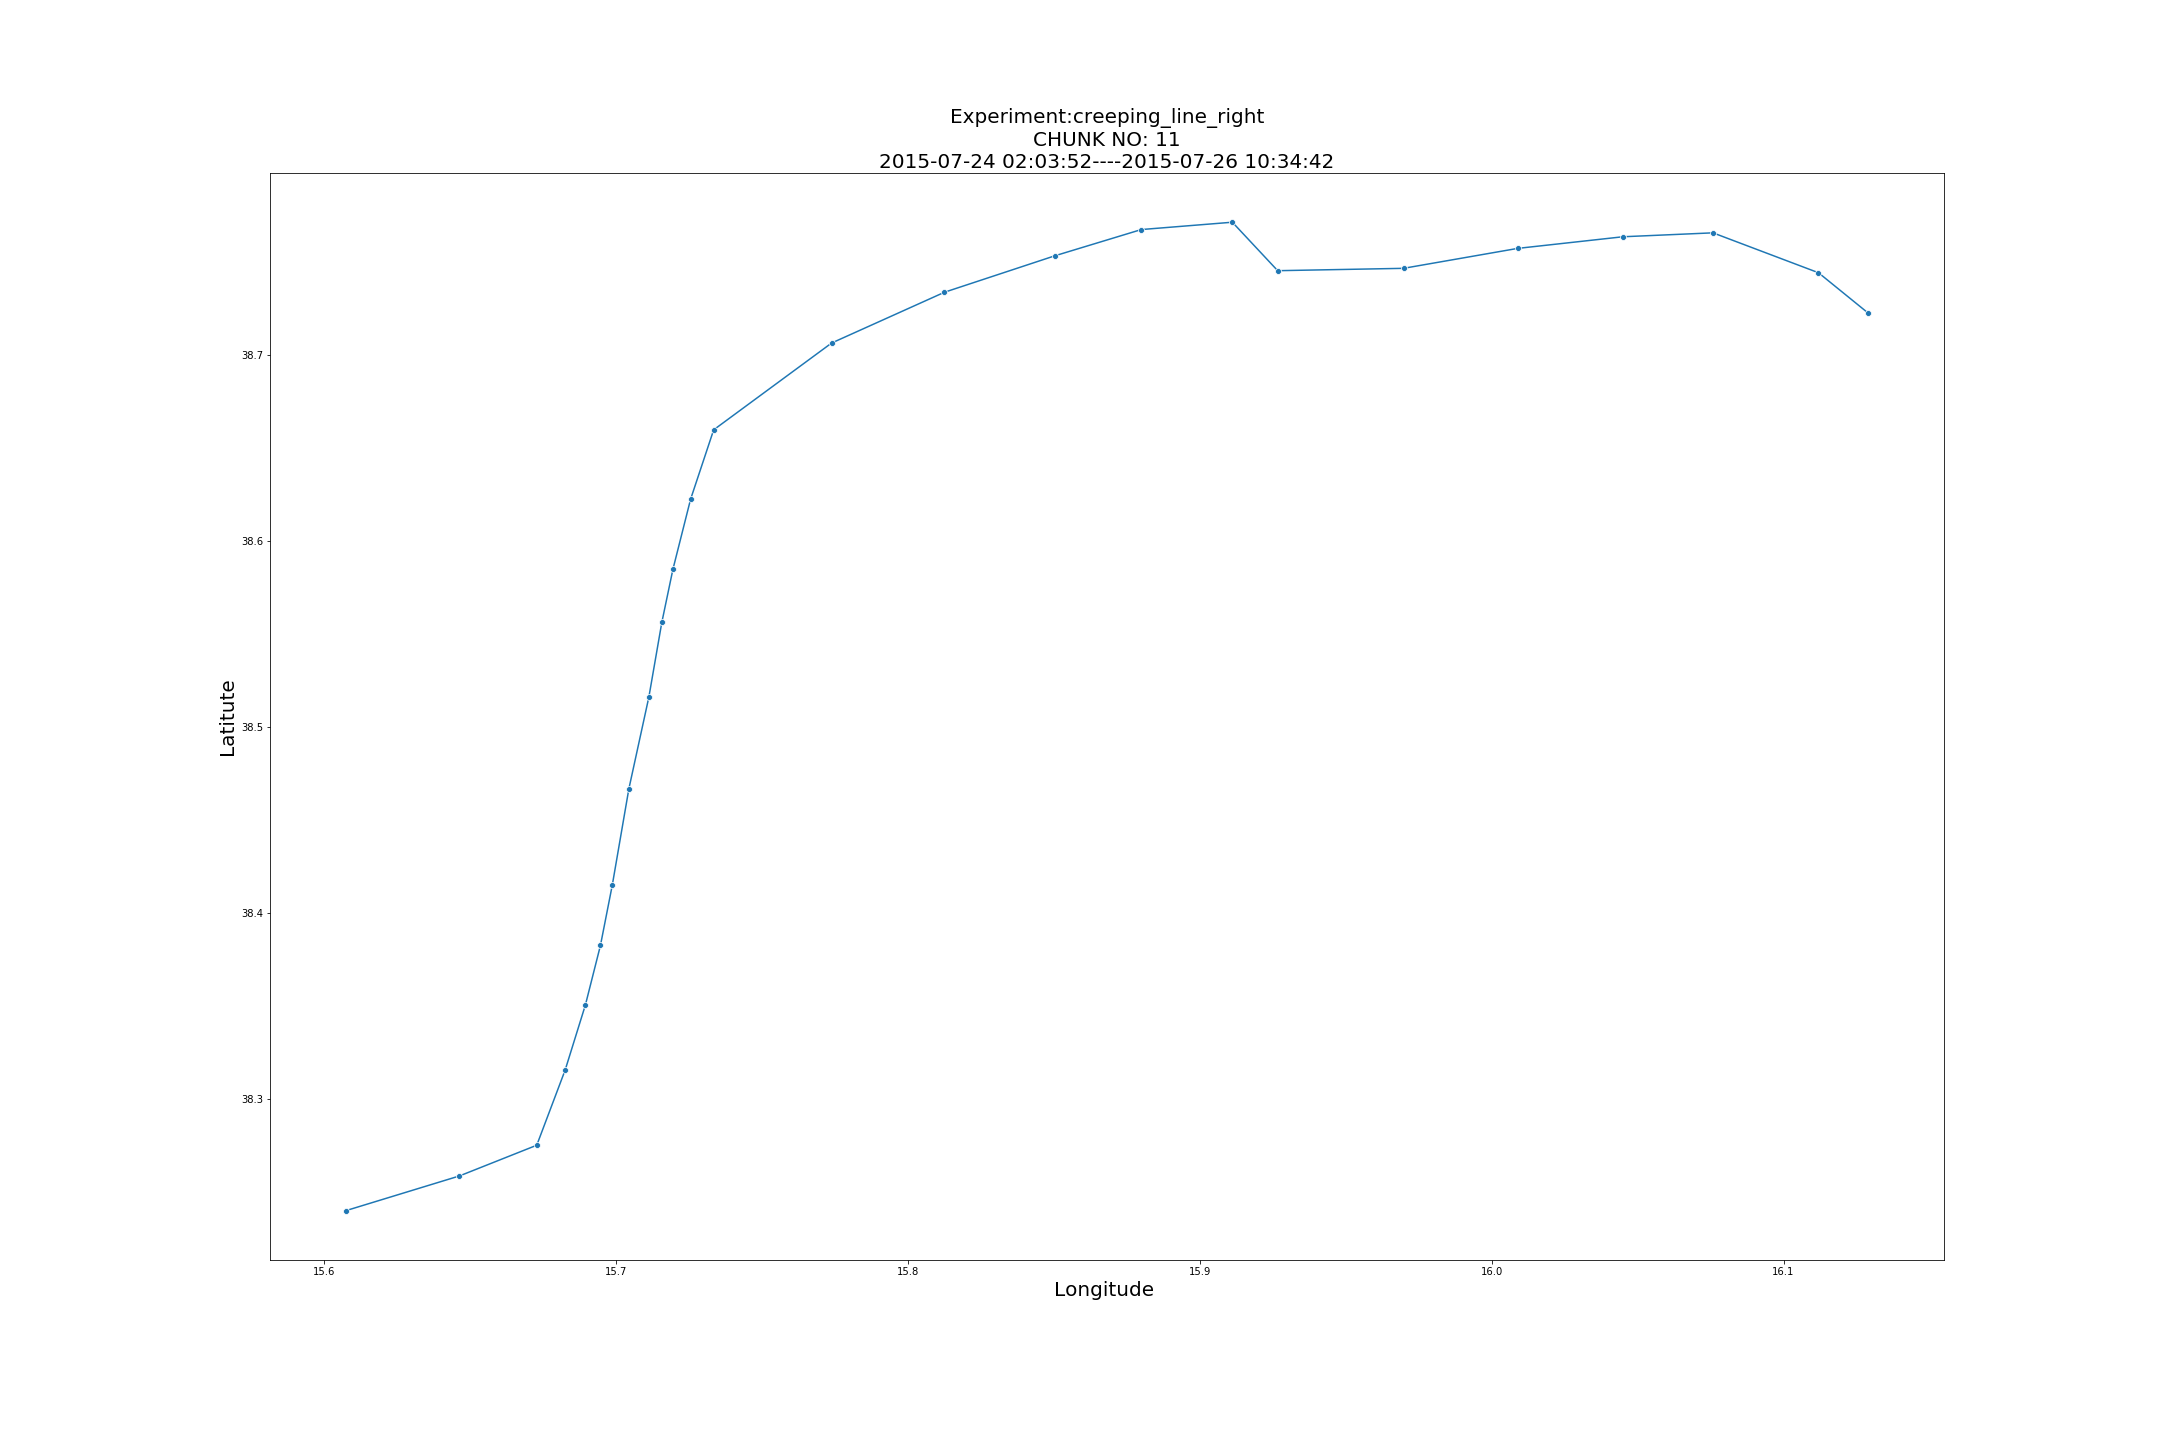 Experiment:creeping_line_right
CHUNK NO: 11
2015-07-24 02:03:52----2015-07-26 10:34:42
38.7
38.6
38.5
38.4
38.3
Latitute
15.6 15.7 15.8 15.9 16.0 16.1
Longitude